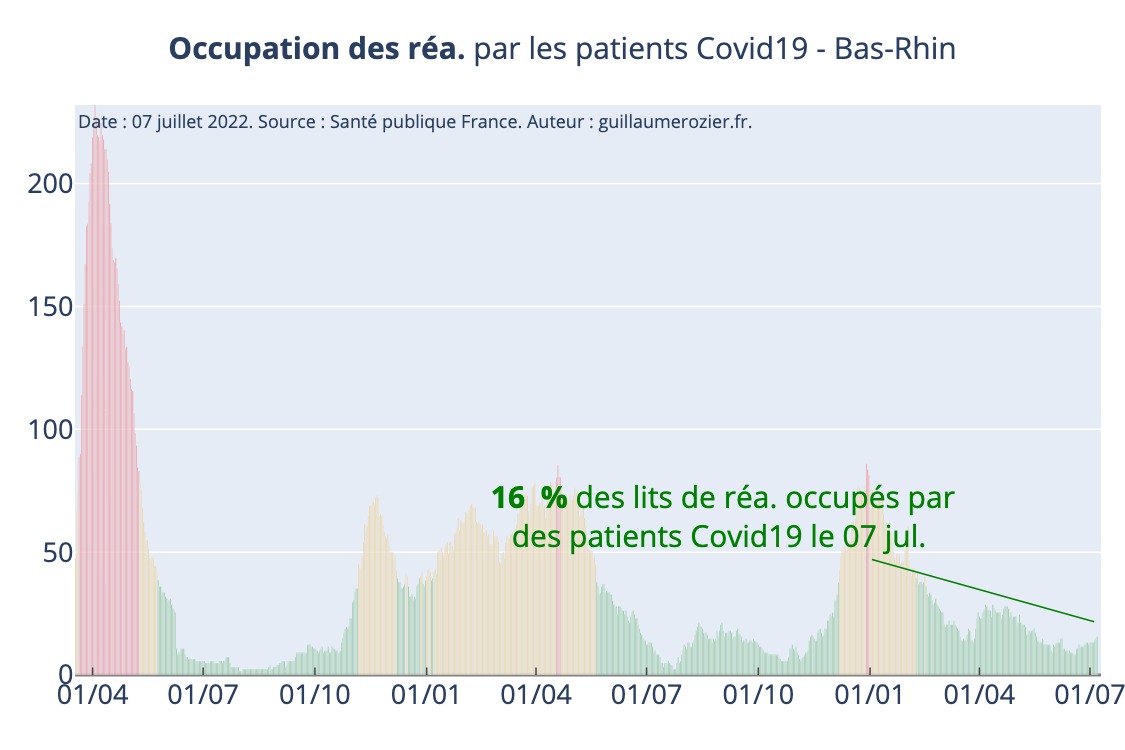 Occupation des réa. par les patients Covid19 - Bas-Rhin
Date : 07 juillet 2022. Source : Santé publique France. Auteur : guillaumerozier.fr.
200
150
100
16 % des lits de réa. occupés par
des patients Covid19 le 07 jul.
50
0
01/04 01/07 01/10 01/01 01/04 01/07 01/10 01/01 01/04 01/07